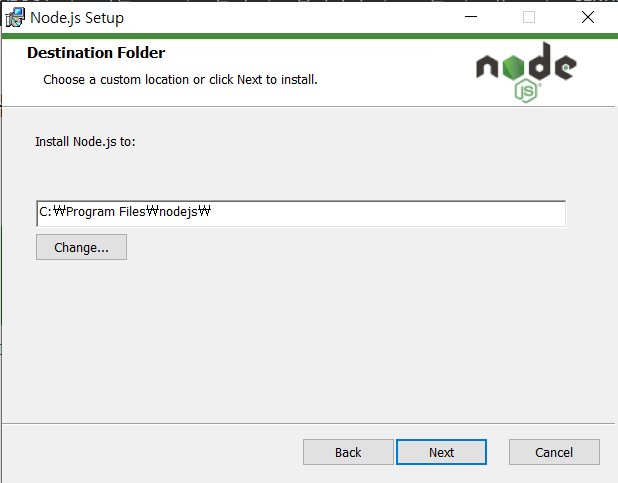 Node.js Setup
Destination Folder
Choose a custom location or click Next to install.
node
JS
Install Node.js to:
C:₩Program Files₩nodejs₩
Change...
Back
Next
Cancel